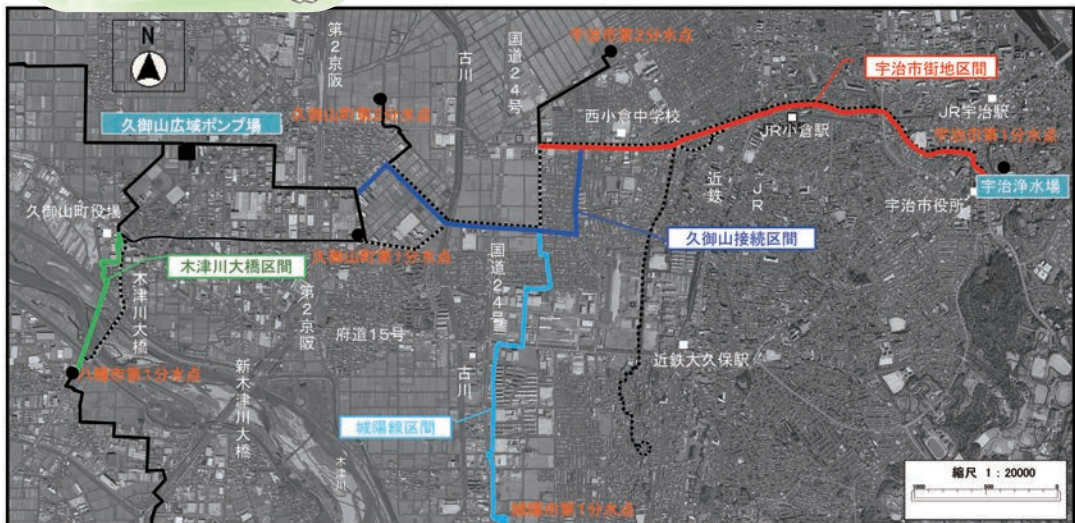 N
第2京阪
古川
国道24号
宇治市第2分水点
宇治市街地区間
久御山町第2分水点
西小倉中学校
JR宇治駅
久御山広域ポンプ場
JR小倉駅
宇治市第1分水点
近鉄
JR
宇治浄水場
久御山町役場
宇治市役所
久御山接続区間
久御山町第1分水点
木津川大橋区間
木津川大橋
国道24号
第2京阪
府道15号
近鉄大久保駅
八幡市第1分水点
新木津川大橋
古川
城陽線区間
木津川
縮尺 1:20000
1000 500 0
城陽市第1分水点